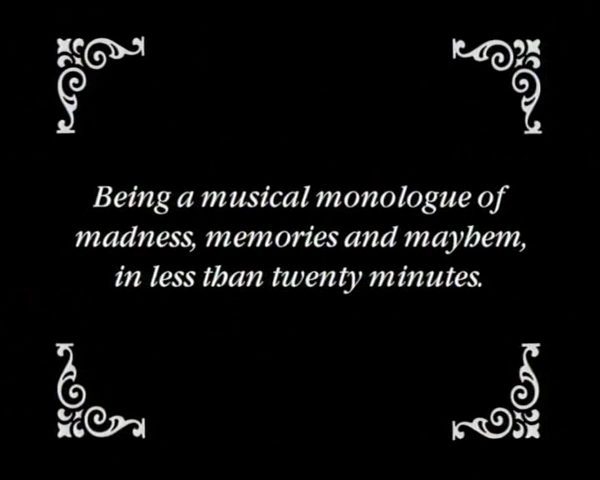 Being a musical monologue of
madness, memories and mayhem,
in less than twenty minutes.